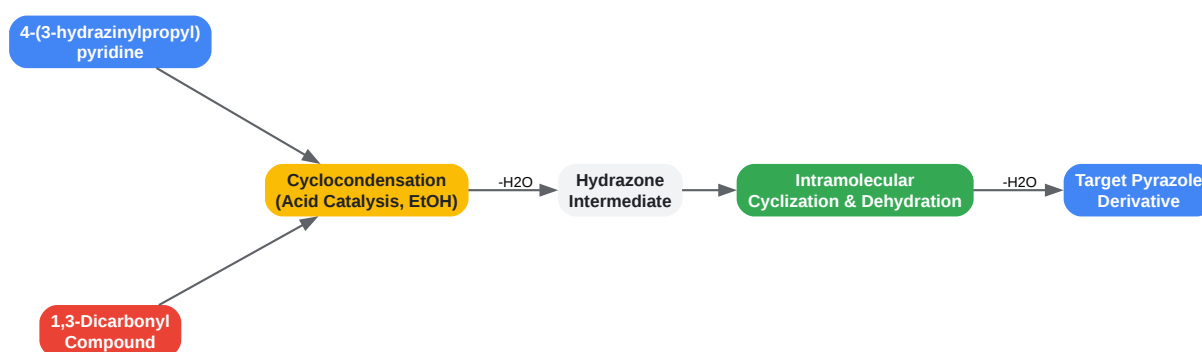 4-(3-hydrazinylpropyl)
pyridine
Cyclocondensation
(Acid Catalysis, EtOH)
-H2O
Hydrazone
Intermediate
Intramolecular
Cyclization & Dehydration
-H2O
Target Pyrazole
Derivative
1,3-Dicarbonyl
Compound